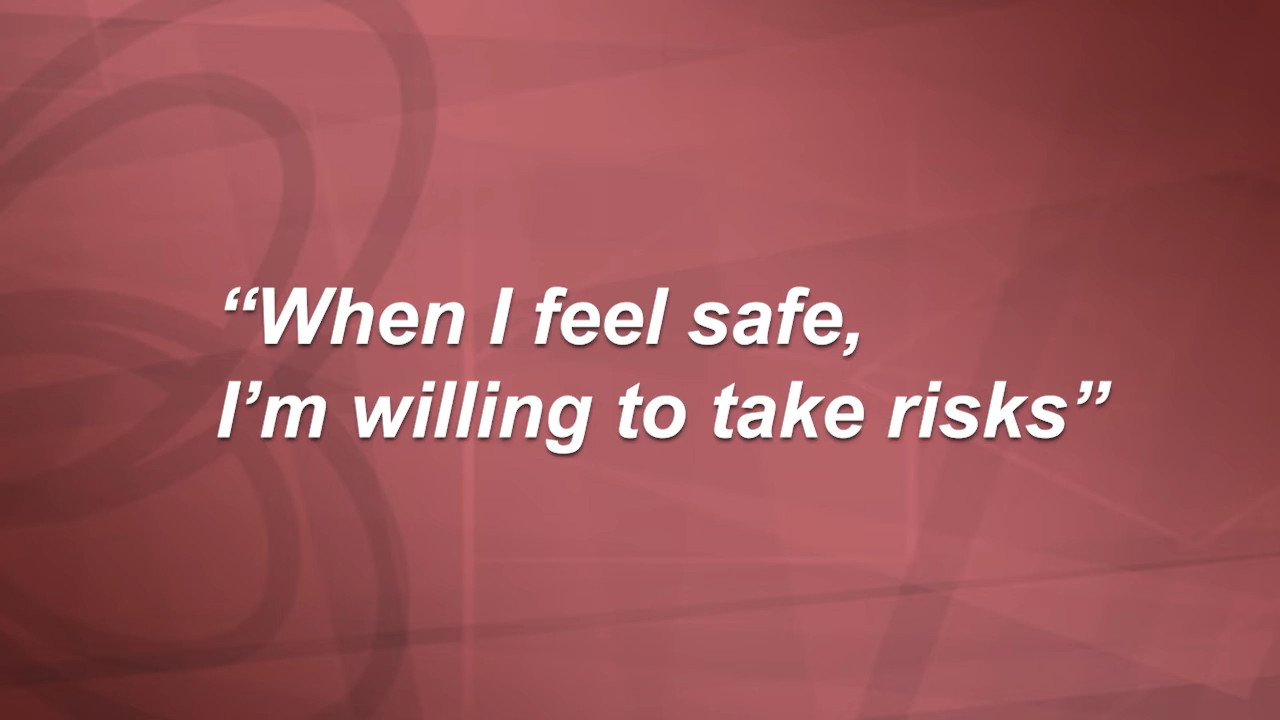 “When I feel safe,
I’m willing to take risks”